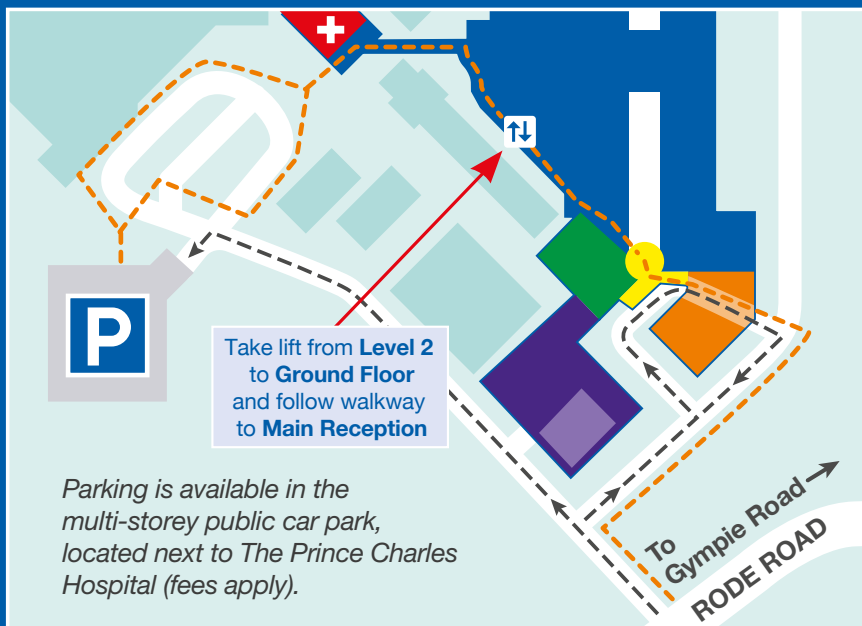 P
Take lift from Level 2
to Ground Floor
and follow walkway
to Main Reception
Parking is available in the
multi-storey public car park,
located next to The Prince Charles
Hospital (fees apply).
To
Gympie Road
RODE ROAD